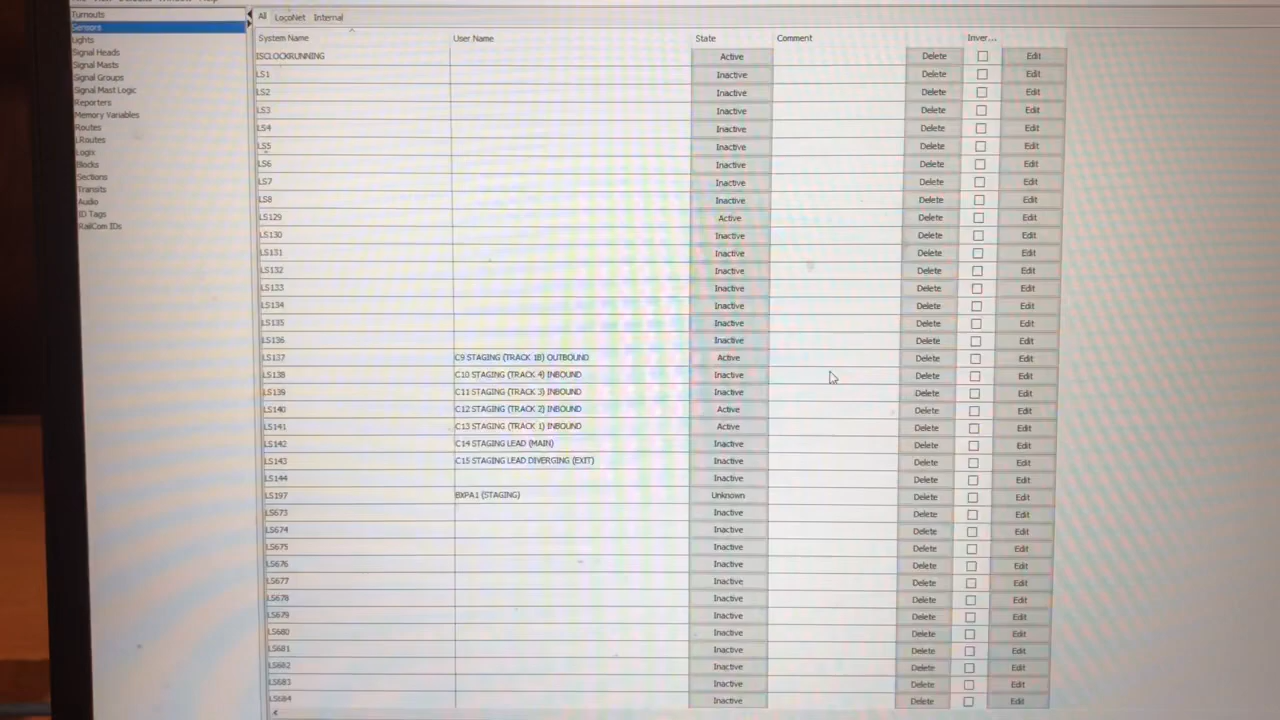 Turnouts
Sensors
Lights
Signal Heads
Signal Masts
Signal Groups
Signal Mast Logic
Reporters
Memory Variables
Routes
LRoutes
Logix
Blocks
Sections
Transits
Audio
ID Tags
RailCom IDs
All LocoNet Internal
System Name User Name State Comment Inver...
ISCLOCKRUNNING Active Delete Edit
LS1 Inactive Delete Edit
LS2 Inactive Delete Edit
LS3 Inactive Delete Edit
LS4 Inactive Delete Edit
LS5 Inactive Delete Edit
LS6 Inactive Delete Edit
LS7 Inactive Delete Edit
LS8 Inactive Delete Edit
LS129 Active Delete Edit
LS130 Inactive Delete Edit
LS131 Inactive Delete Edit
LS132 Inactive Delete Edit
LS133 Inactive Delete Edit
LS134 Inactive Delete Edit
LS135 Inactive Delete Edit
LS136 Inactive Delete Edit
LS137 C9 STAGING (TRACK 1B) OUTBOUND Active Delete Edit
LS138 C10 STAGING (TRACK 4) INBOUND Inactive Delete Edit
LS139 C11 STAGING (TRACK 3) INBOUND Inactive Delete Edit
LS140 C12 STAGING (TRACK 2) INBOUND Active Delete Edit
LS141 C13 STAGING (TRACK 1) INBOUND Active Delete Edit
LS142 C14 STAGING LEAD (MAIN) Inactive Delete Edit
LS143 C15 STAGING LEAD DIVERGING (EXIT) Inactive Delete Edit
LS144 Inactive Delete Edit
LS197 BXPA1 (STAGING) Unknown Delete Edit
LS673 Inactive Delete Edit
LS674 Inactive Delete Edit
LS675 Inactive Delete Edit
LS676 Inactive Delete Edit
LS677 Inactive Delete Edit
LS678 Inactive Delete Edit
LS679 Inactive Delete Edit
LS680 Inactive Delete Edit
LS681 Inactive Delete Edit
LS682 Inactive Delete Edit
LS683 Inactive Delete Edit
LS684 Inactive Delete Edit